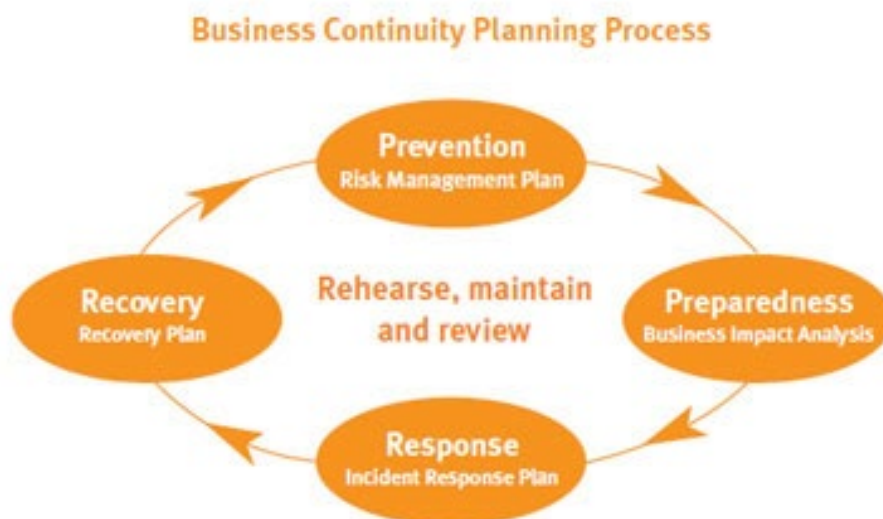 Business Continuity Planning Process
Prevention
Risk Management Plan
Preparedness
Business Impact Analysis
Response
Incident Response Plan
Recovery
Recovery Plan
Rehearse, maintain
and review